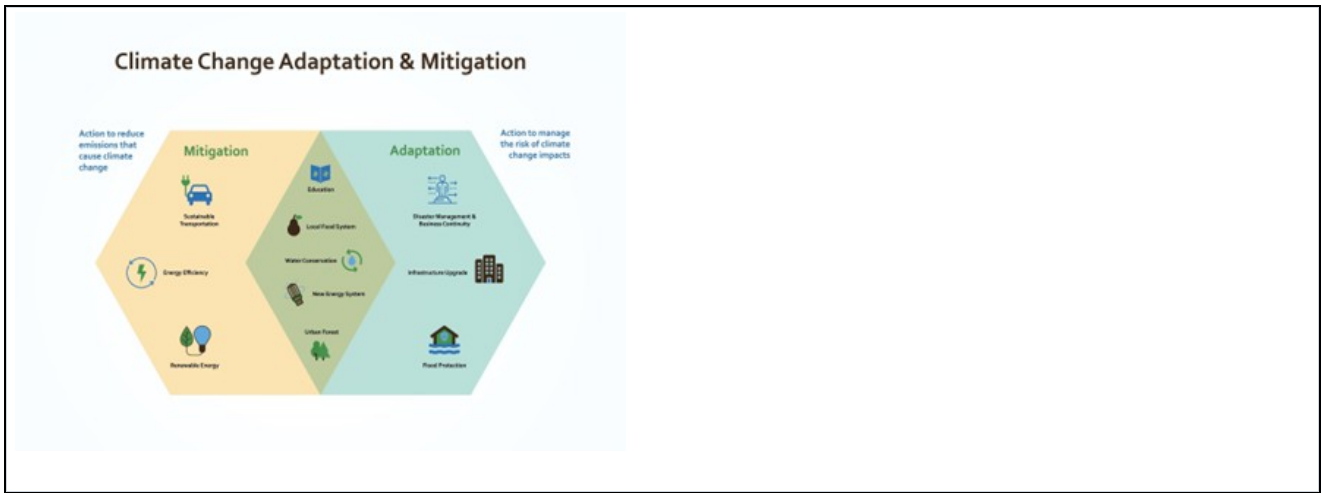 Climate Change Adaptation & Mitigation
Action to reduce
emissions that
cause climate
change
Mitigation
Sustainable
Transportation
Energy Efficiency
Renewable Energy
Education
Local Food System
Water Conservation
New Energy System
Urban Forest
Adaptation
Action to manage
the risk of climate
change impacts
Disaster Management &
Business Continuity
Infrastructure Upgrade
Flood Protection